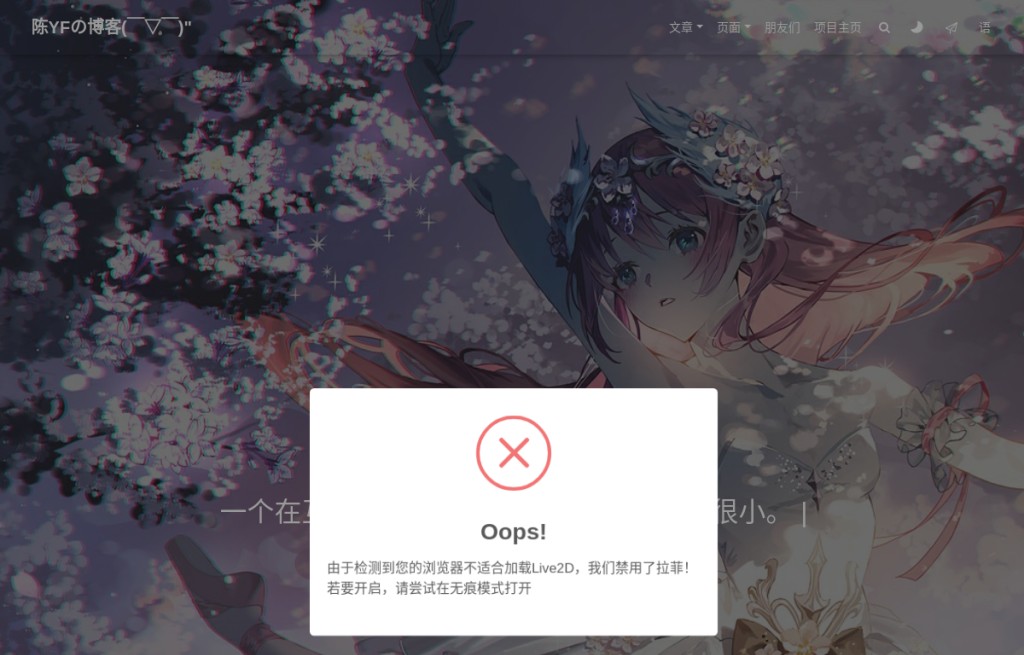 陈YFの博客(￣▽￣)"
文章 页面 朋友们 项目主页 语
一个在互
很小。 |
Oops!
由于检测到您的浏览器不适合加载Live2D，我们禁用了拉菲！
若要开启，请尝试在无痕模式打开